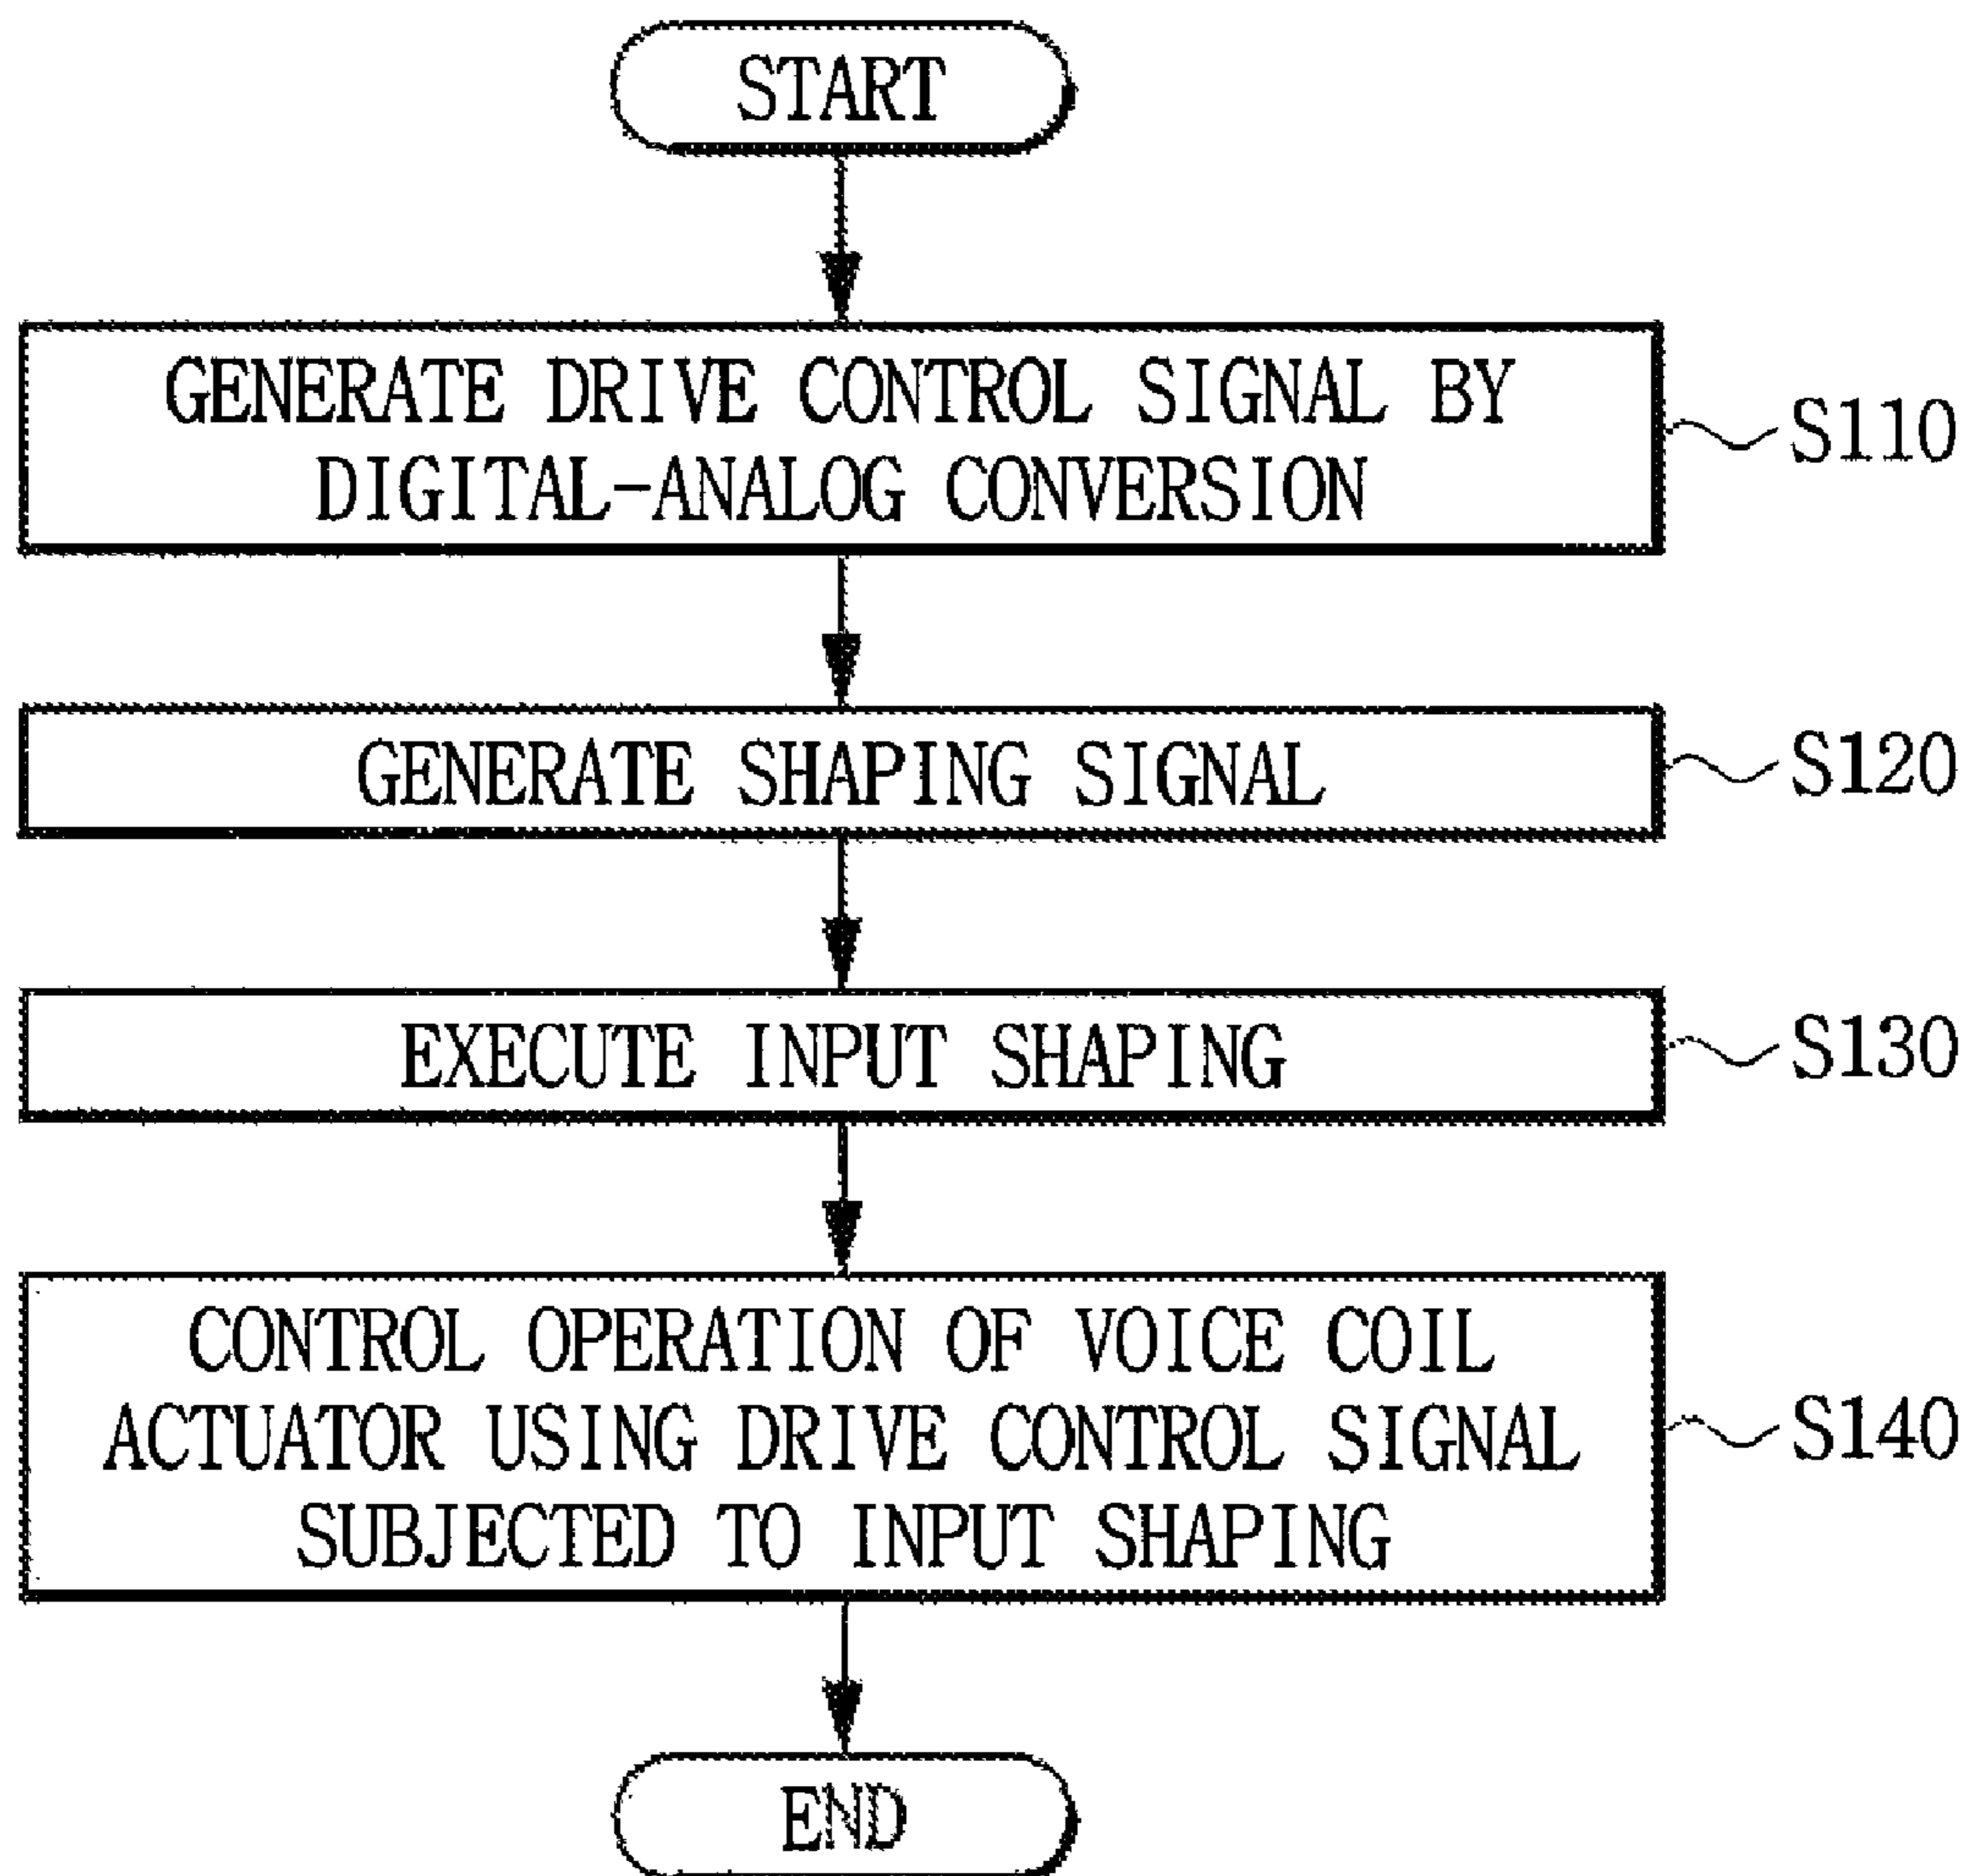 START
GENERATE DRIVE CONTROL SIGNAL BY
DIGITAL-ANALOG CONVERSION
S110
GENERATE SHAPING SIGNAL
S120
EXECUTE INPUT SHAPING
S130
CONTROL OPERATION OF VOICE COIL
ACTUATOR USING DRIVE CONTROL SIGNAL
SUBJECTED TO INPUT SHAPING
S140
END